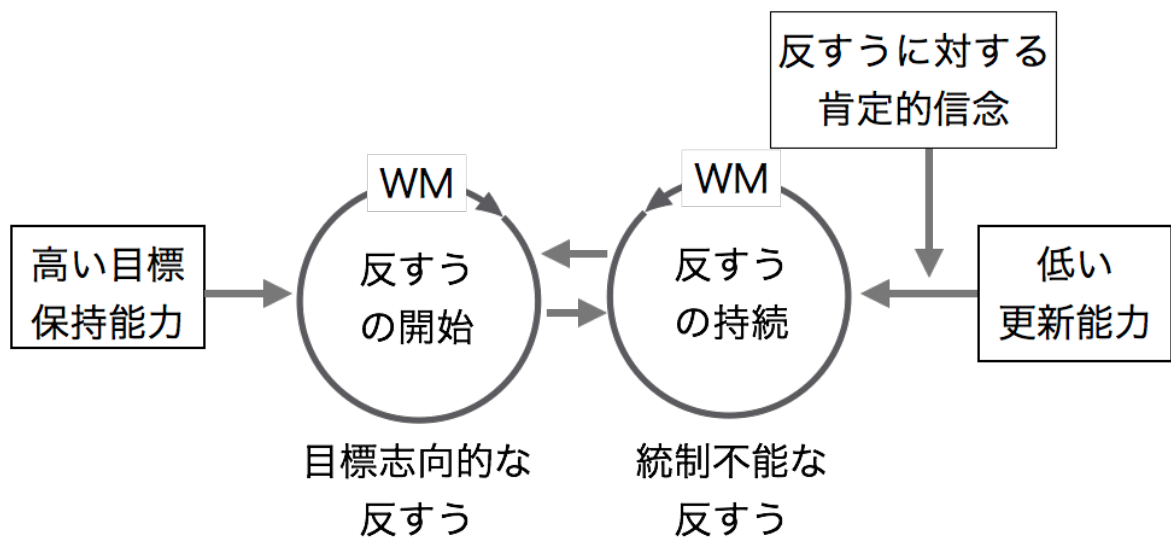 反すうに対する
肯定的信念
WM
WM
高い目標
保持能力
反すう
の開始
反すう
の持続
低い
更新能力
目標志向的な
反すう
統制不能な
反すう